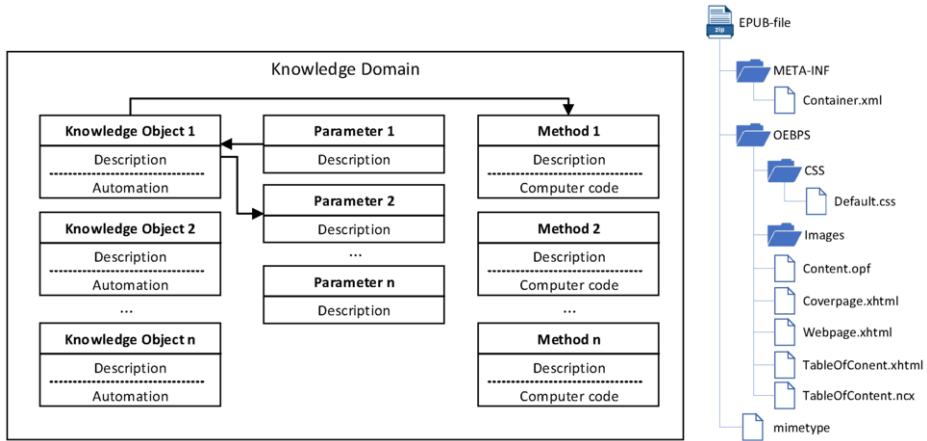 Knowledge Domain
Knowledge Object 1
Description
Automation
Knowledge Object 2
Description
Automation
...
Knowledge Object n
Description
Automation
Parameter 1
Description
Parameter 2
Description
...
Parameter n
Description
Method 1
Description
Computer code
Method 2
Description
Computer code
...
Method n
Description
Computer code
zip
EPUB-file
META-INF
Container.xml
OEBPS
CSS
Default.css
Images
Content.opf
Coverpage.xhtml
Webpage.xhtml
TableOfConent.xhtml
TableOfContent.ncx
mimetype